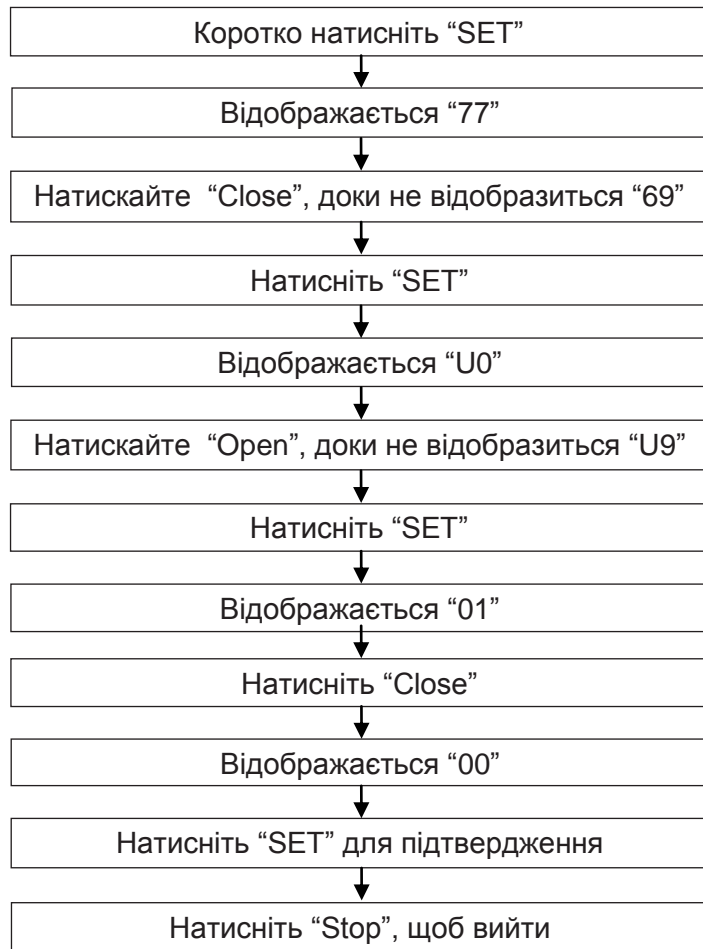 Коротко натисніть “SET”
Відображається “77”
Натискайте “Close”, доки не відобразиться “69”
Натисніть “SET”
Відображається “U0”
Натискайте “Open”, доки не відобразиться “U9”
Натисніть “SET”
Відображається “01”
Натисніть “Close”
Відображається “00”
Натисніть “SET” для підтвердження
Натисніть “Stop”, щоб вийти